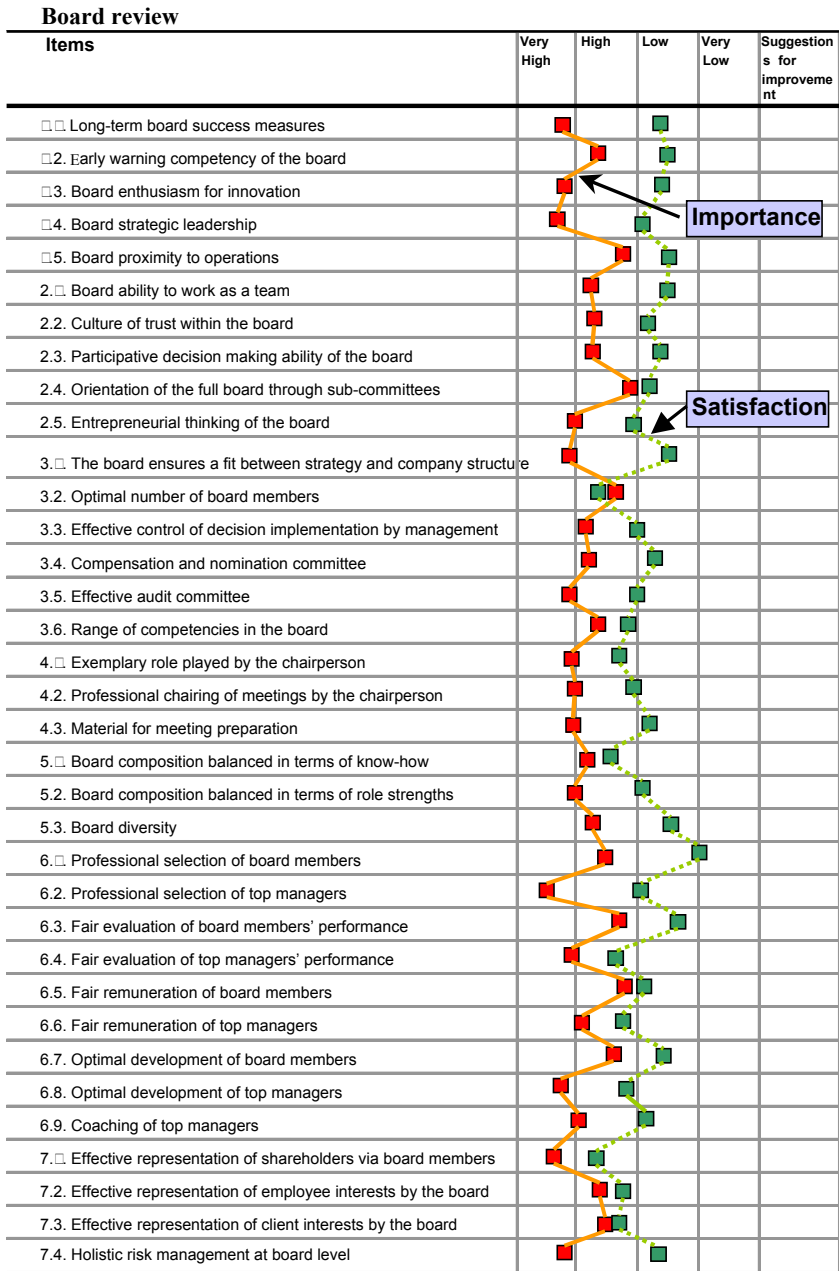 Board review
Items
Very High
High
Low
Very Low
Suggestion
s for
improveme
nt
□.□. Long-term board success measures
□.2. Early warning competency of the board
□.3. Board enthusiasm for innovation
□.4. Board strategic leadership
Importance
□.5. Board proximity to operations
2.□. Board ability to work as a team
2.2. Culture of trust within the board
2.3. Participative decision making ability of the board
2.4. Orientation of the full board through sub-committees
Satisfaction
2.5. Entrepreneurial thinking of the board
3.□. The board ensures a fit between strategy and company structure
3.2. Optimal number of board members
3.3. Effective control of decision implementation by management
3.4. Compensation and nomination committee
3.5. Effective audit committee
3.6. Range of competencies in the board
4.□. Exemplary role played by the chairperson
4.2. Professional chairing of meetings by the chairperson
4.3. Material for meeting preparation
5.□. Board composition balanced in terms of know-how
5.2. Board composition balanced in terms of role strengths
5.3. Board diversity
6.□. Professional selection of board members
6.2. Professional selection of top managers
6.3. Fair evaluation of board members’ performance
6.4. Fair evaluation of top managers’ performance
6.5. Fair remuneration of board members
6.6. Fair remuneration of top managers
6.7. Optimal development of board members
6.8. Optimal development of top managers
6.9. Coaching of top managers
7.□. Effective representation of shareholders via board members
7.2. Effective representation of employee interests by the board
7.3. Effective representation of client interests by the board
7.4. Holistic risk management at board level